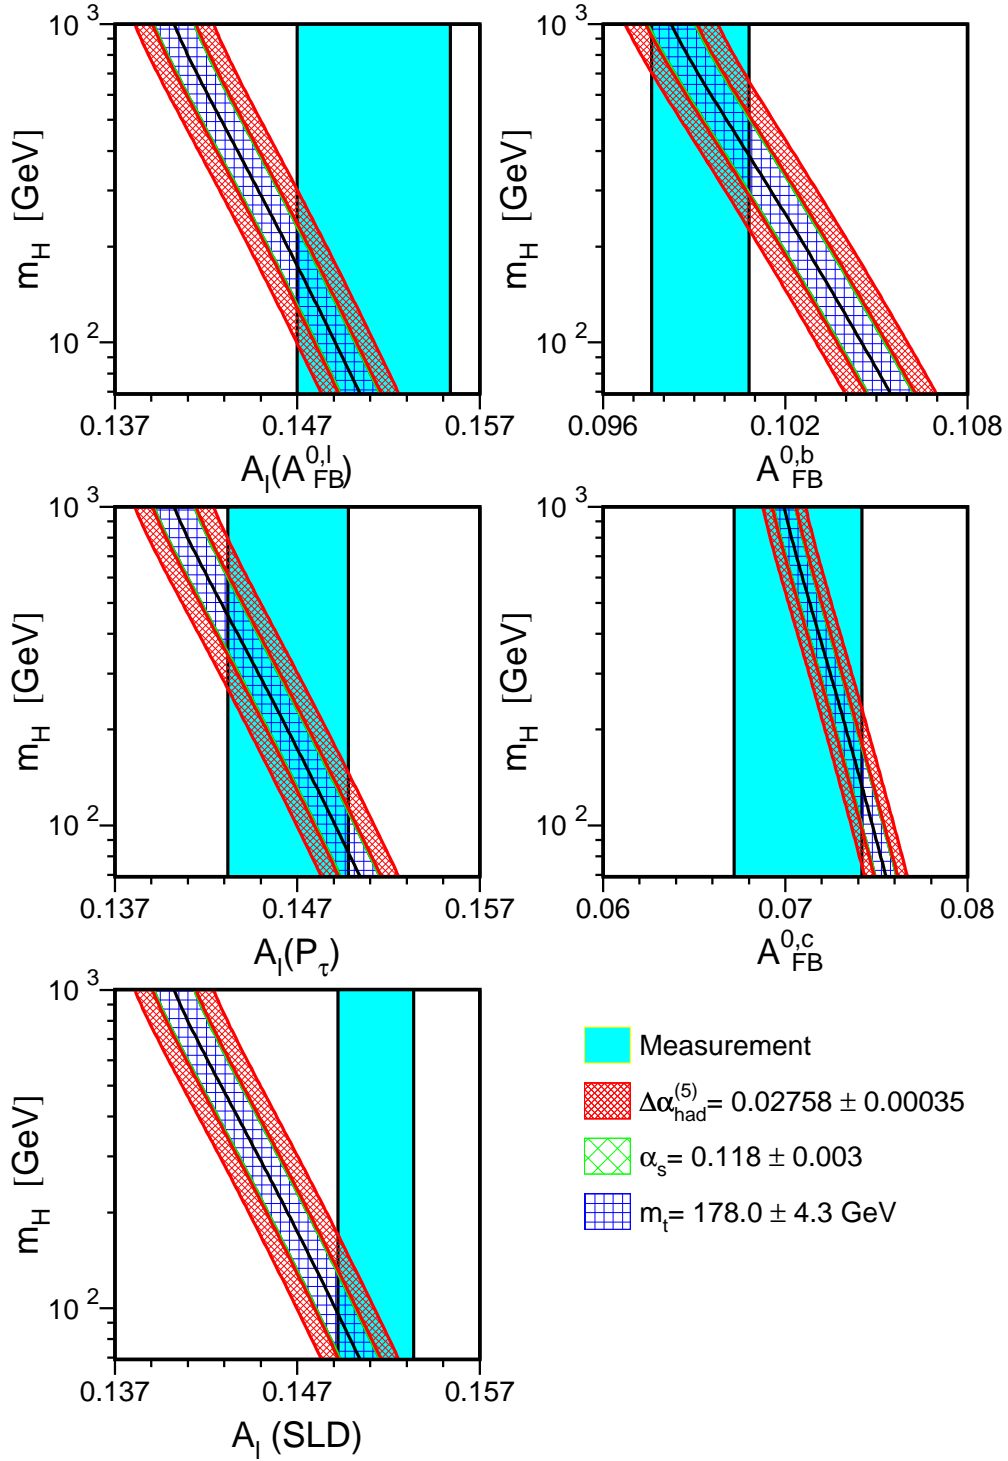 10³
10²
m_H [GeV]
0.137 0.147 0.157
A_l(A_FB^{0,l})
10³
10²
m_H [GeV]
0.096 0.102 0.108
A_FB^{0,b}
10³
10²
m_H [GeV]
0.137 0.147 0.157
A_l(P_τ)
10³
10²
m_H [GeV]
0.06 0.07 0.08
A_FB^{0,c}
10³
10²
m_H [GeV]
0.137 0.147 0.157
A_l (SLD)
Measurement
Δα_had^{(5)}= 0.02758 ± 0.00035
α_s= 0.118 ± 0.003
m_t= 178.0 ± 4.3 GeV